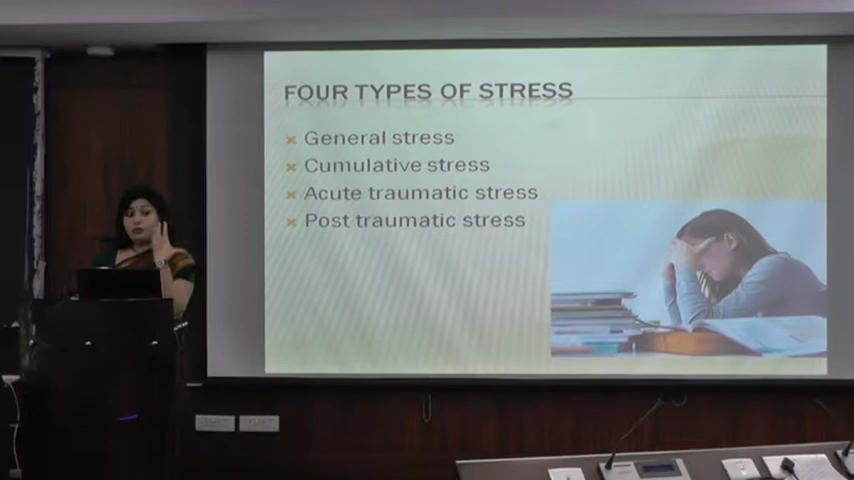 FOUR TYPES OF STRESS
General stress
Cumulative stress
Acute traumatic stress
Post traumatic stress